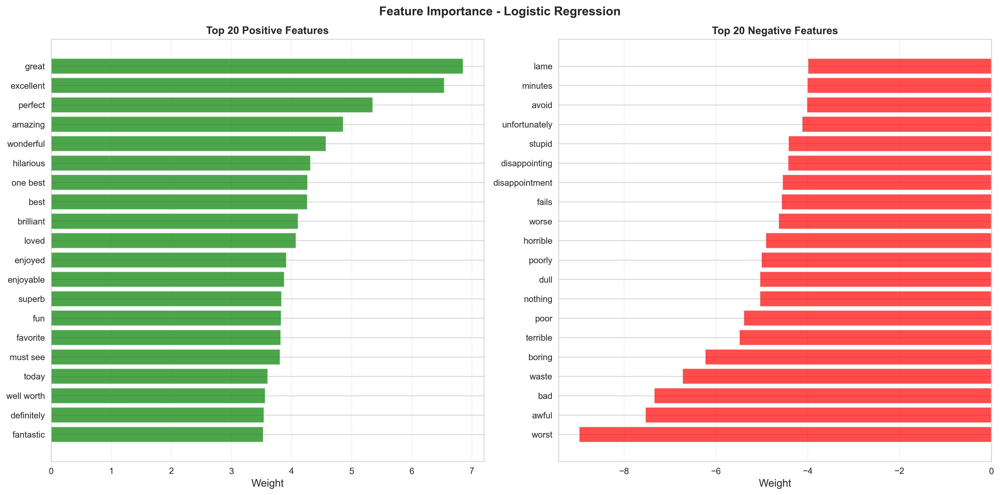 Feature Importance - Logistic Regression
Top 20 Positive Features
great
excellent
perfect
amazing
wonderful
hilarious
one best
best
brilliant
loved
enjoyed
enjoyable
superb
fun
favorite
must see
today
well worth
definitely
fantastic
0 1 2 3 4 5 6 7
Weight
Top 20 Negative Features
lame
minutes
avoid
unfortunately
stupid
disappointing
disappointment
fails
worse
horrible
poorly
dull
nothing
poor
terrible
boring
waste
bad
awful
worst
−8 −6 −4 −2 0
Weight